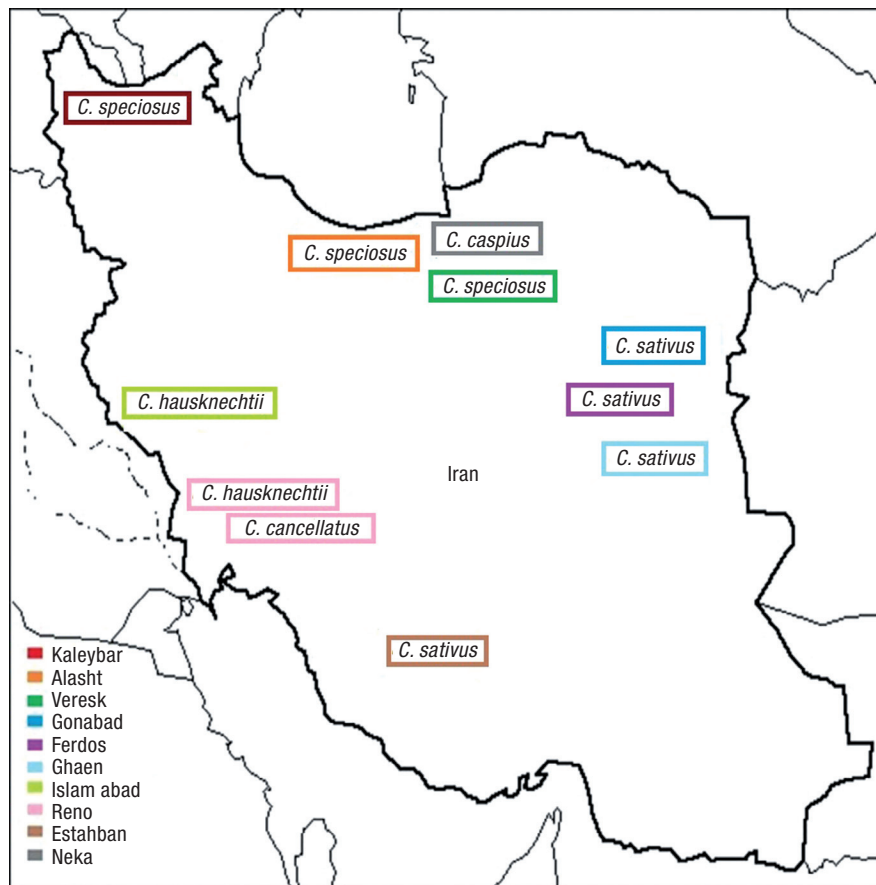 C. speciosus
C. caspius
C. speciosus
C. speciosus
C. sativus
C. sativus
C. hausknechtii
C. sativus
Iran
C. hausknechtii
C. cancellatus
C. sativus
Kaleybar
Alasht
Veresk
Gonabad
Ferdos
Ghaen
Islam abad
Reno
Estahban
Neka